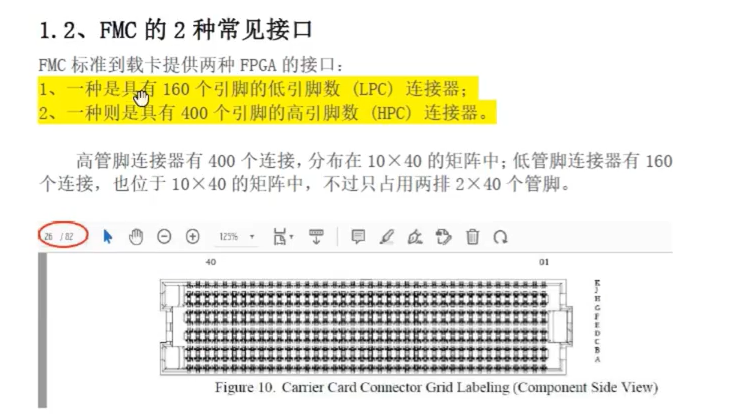 1.2、FMC 的 2 种常见接口
FMC 标准到载卡提供两种 FPGA 的接口：
1、一种是具有 160 个引脚的低引脚数 (LPC) 连接器；
2、一种则是具有 400 个引脚的高引脚数 (HPC) 连接器。
高管脚连接器有 400 个连接，分布在 10×40 的矩阵中；低管脚连接器有 160
个连接，也位于 10×40 的矩阵中，不过只占用两排 2×40 个管脚。
26 / 82 125%
40 01
K
J
H
G
F
E
D
C
B
A
Figure 10. Carrier Card Connector Grid Labeling (Component Side View)